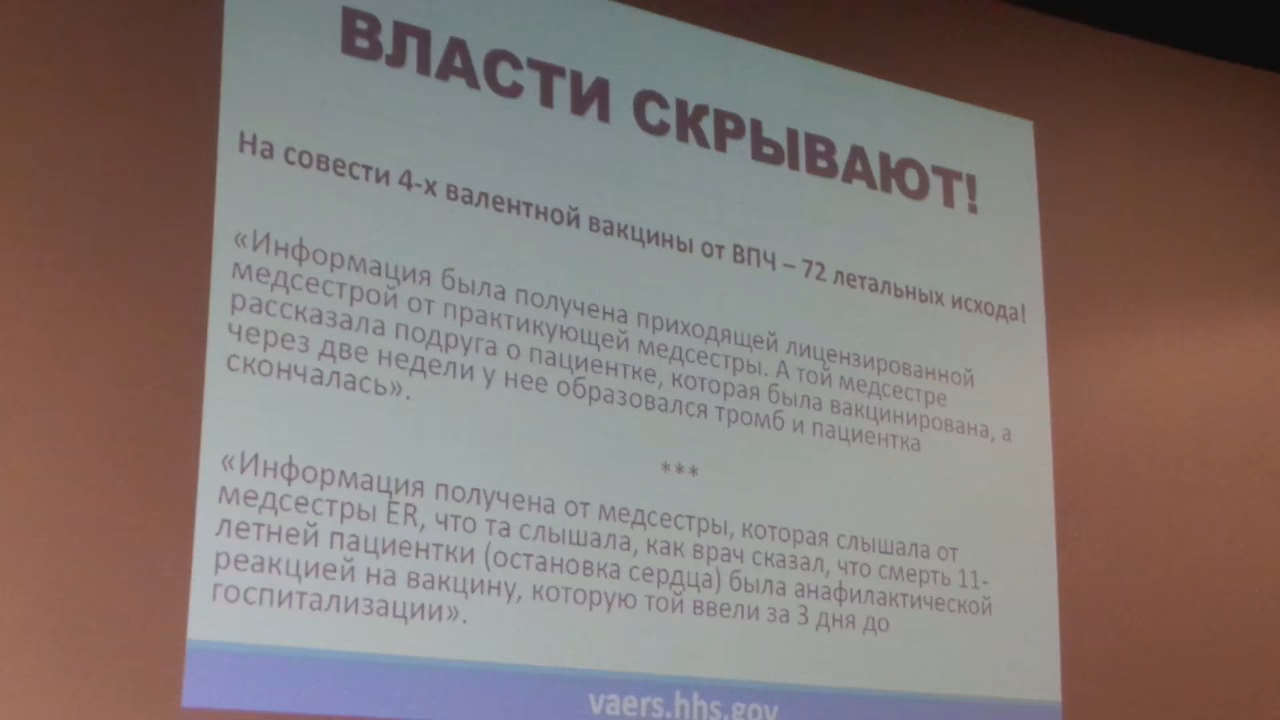 ВЛАСТИ СКРЫВАЮТ!
На совести 4-х валентной вакцины от ВПЧ – 72 летальных исхода!
«Информация была получена приходящей лицензированной
медсестрой от практикующей медсестры. А той медсестре
рассказала подруга о пациентке, которая была вакцинирована, а
через две недели у нее образовался тромб и пациентка
скончалась».
***
«Информация получена от медсестры, которая слышала от
медсестры ER, что та слышала, как врач сказал, что смерть 11-
летней пациентки (остановка сердца) была анафилактической
реакцией на вакцину, которую той ввели за 3 дня до
госпитализации».
vaers.hhs.gov